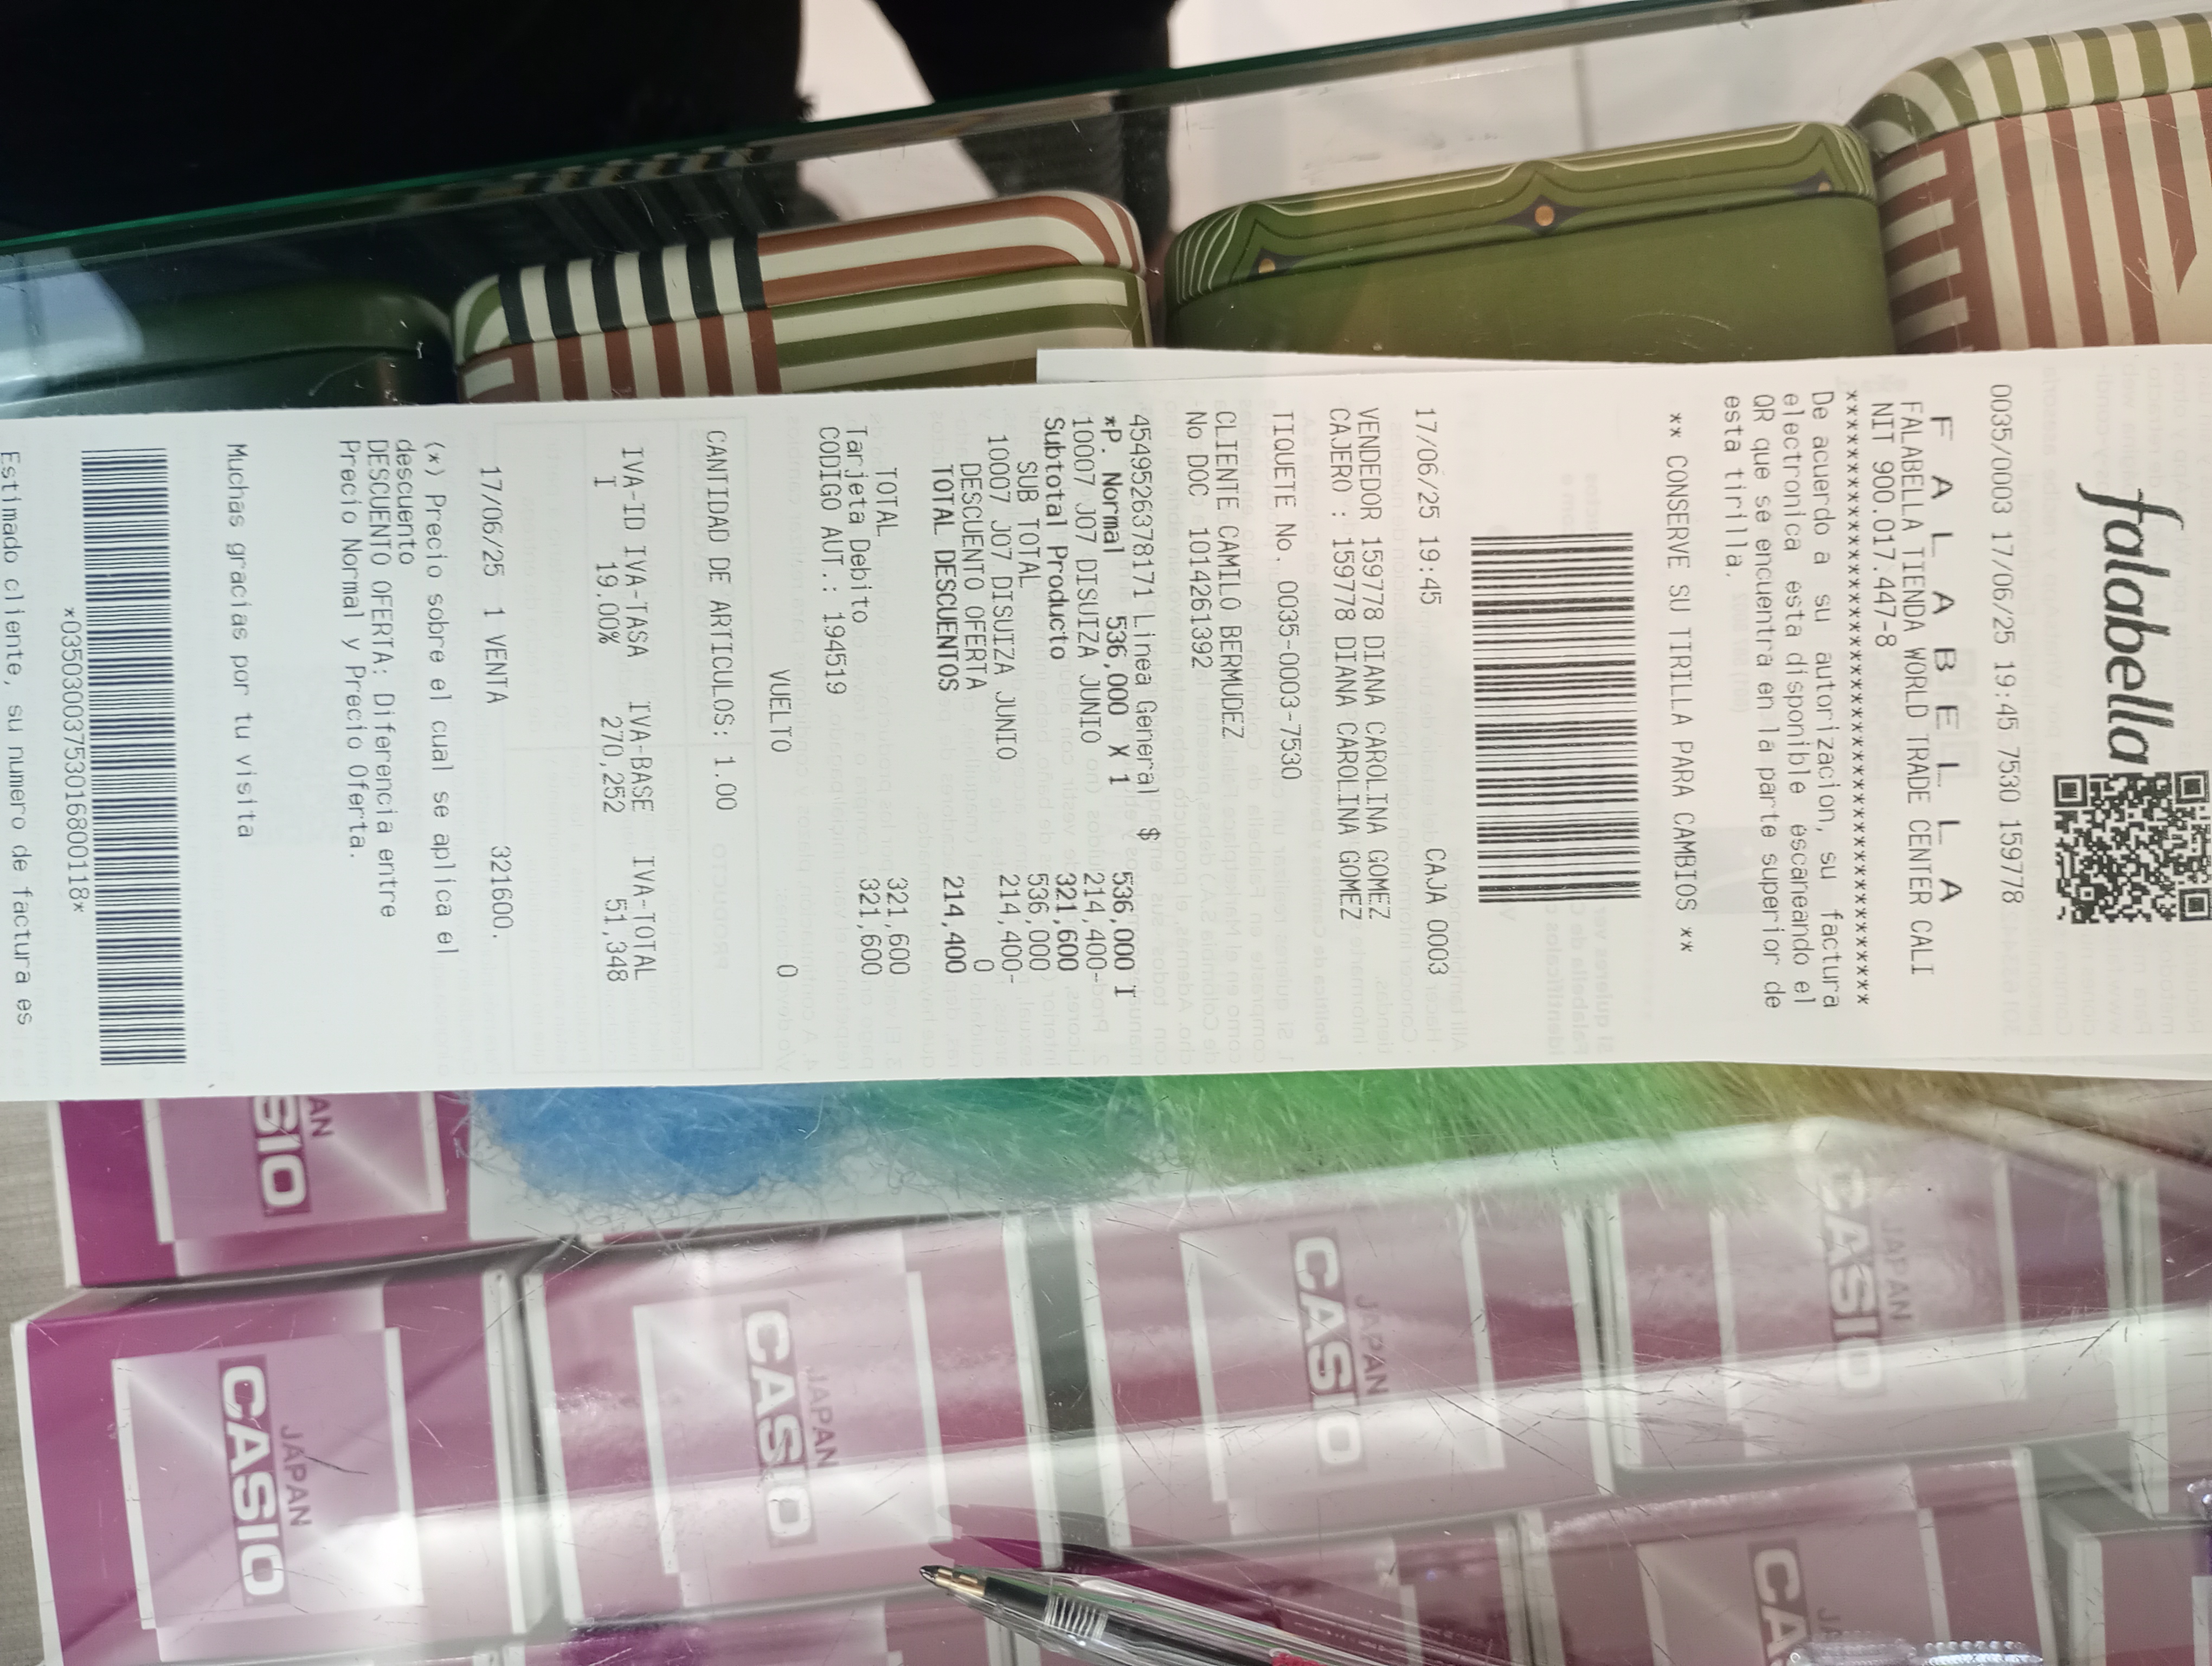 falabella
0035/0003 17/06/25 19:45 7530 159778
F A L A B E L L A
FALABELLA TIENDA WORLD TRADE CENTER CALI
NIT 900.017.447-8
****************************************
De acuerdo a su autorizacion, su factura
electronica esta disponible escaneando el
QR que se encuentra en la parte superior de
esta tirilla.
** CONSERVE SU TIRILLA PARA CAMBIOS **
17/06/25 19:45 CAJA 0003
VENDEDOR 159778 DIANA CAROLINA GOMEZ
CAJERO : 159778 DIANA CAROLINA GOMEZ
TIQUETE No. 0035-0003-7530
CLIENTE CAMILO BERMUDEZ
No DOC 1014261392
4549526378171 Linea General $
*P. Normal 536,000 X 1 536,000 I
10007 J07 DISUIZA JUNIO 214,400-
Subtotal Producto 321,600
SUB TOTAL 536,000
10007 J07 DISUIZA JUNIO 214,400-
DESCUENTO OFERTA 0
TOTAL DESCUENTOS 214,400
TOTAL 321,600
Tarjeta Debito 321,600
CODIGO AUT.: 194519
VUELTO 0
CANTIDAD DE ARTICULOS: 1.00
IVA-ID IVA-TASA IVA-BASE IVA-TOTAL
I 19.00% 270,252 51,348
17/06/25 1 VENTA 321600.
(*) Precio sobre el cual se aplica el
descuento
DESCUENTO OFERTA: Diferencia entre
Precio Normal y Precio Oferta.
Muchas gracias por tu visita
*03500300037530168001​18*
Estimado cliente, su numero de factura es
JAPAN
CASIO
JAPAN
CASIO
JAPAN
CASIO
JAPAN
CASIO